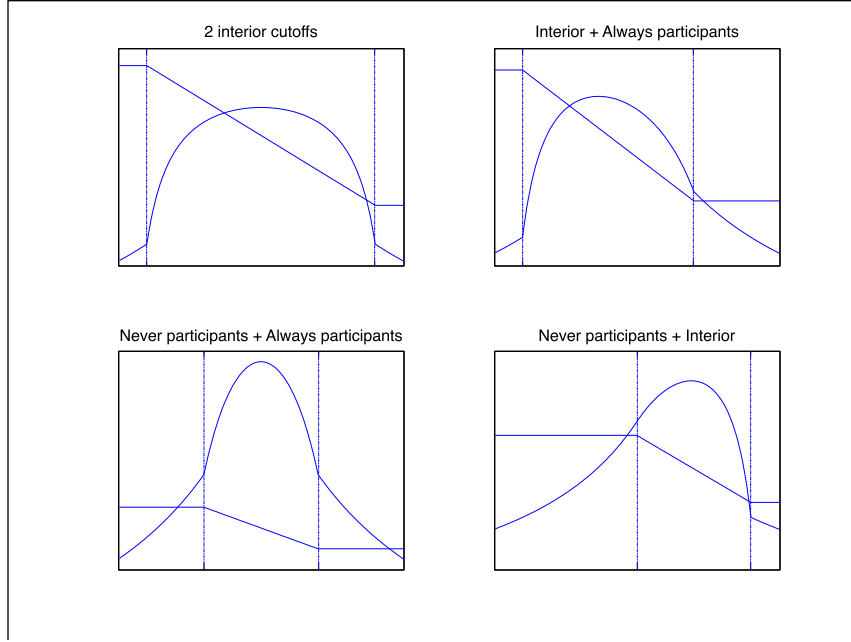 2 interior cutoffs
Interior + Always participants
Never participants + Always participants
Never participants + Interior